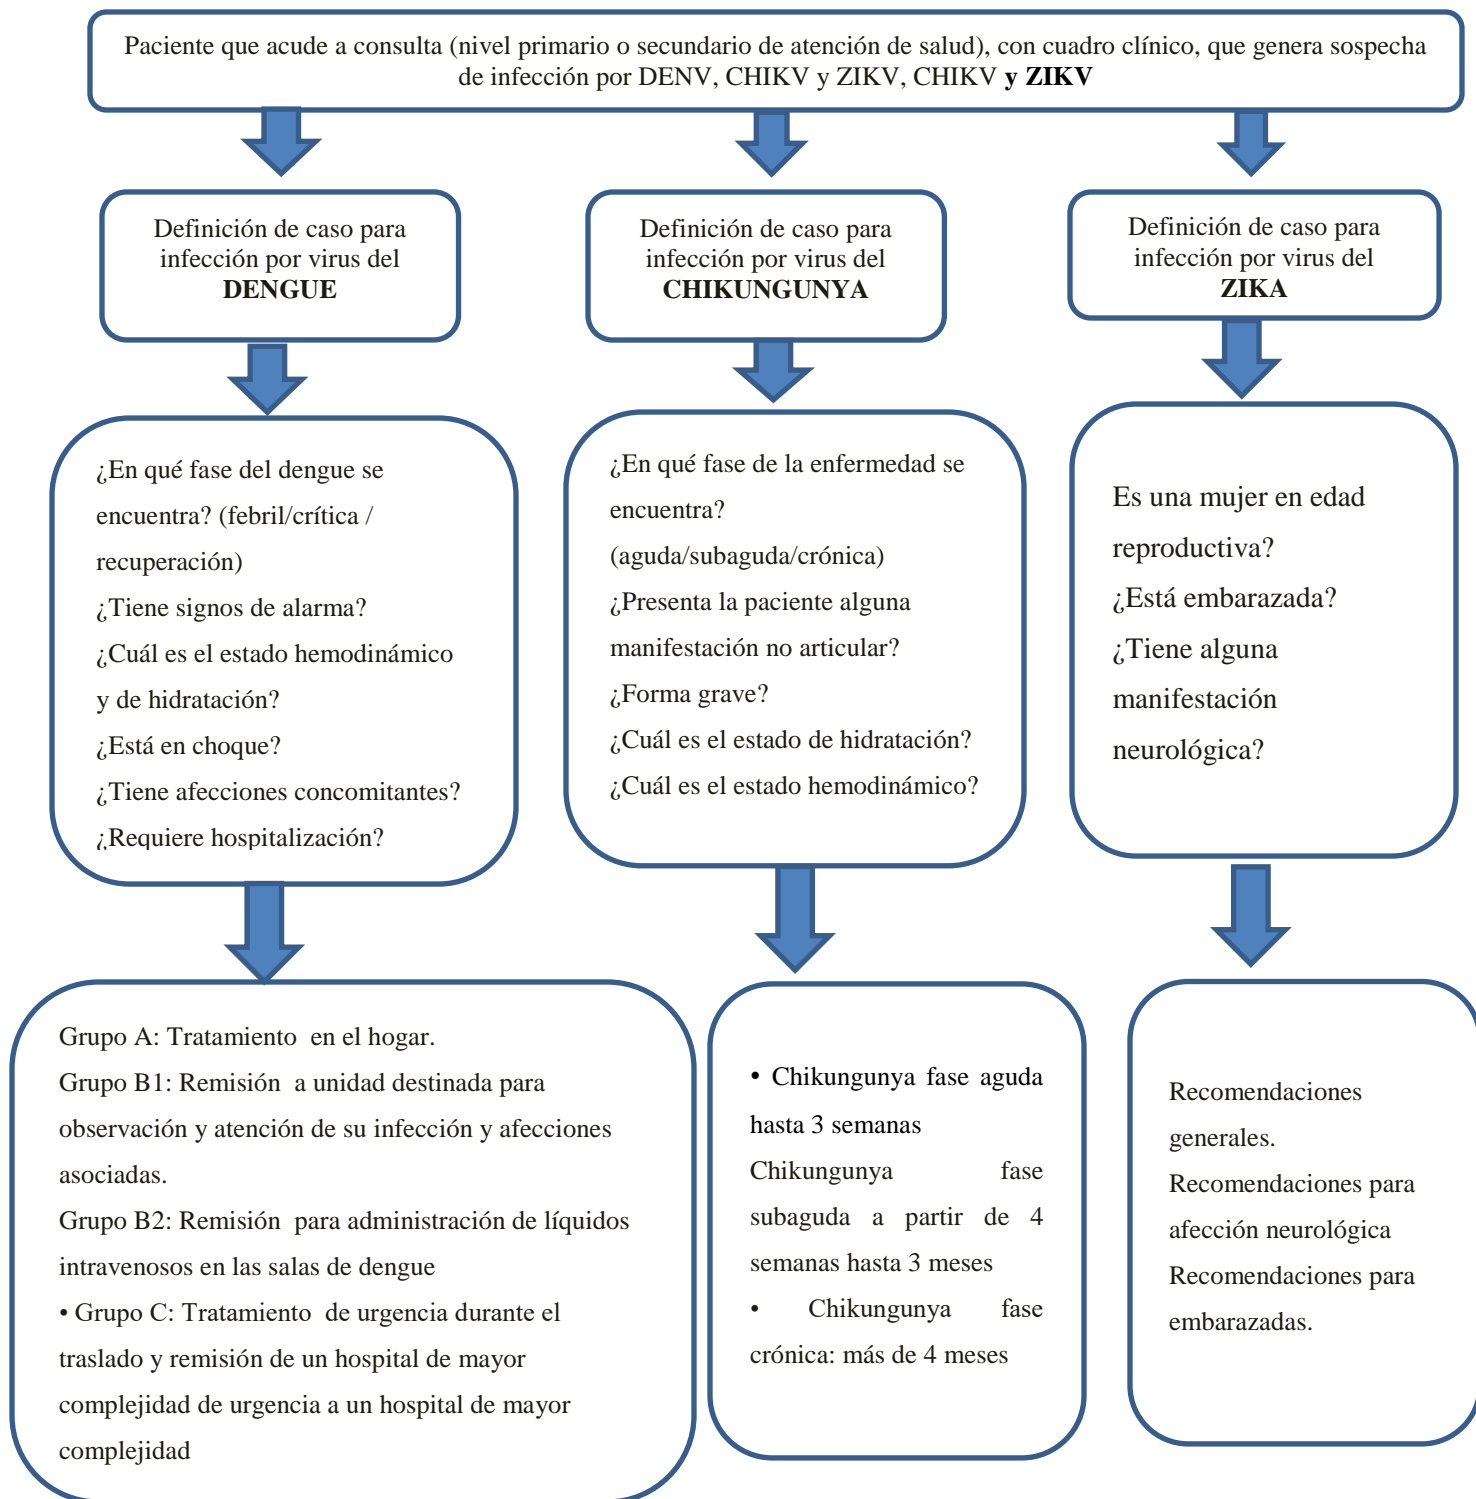 Paciente que acude a consulta (nivel primario o secundario de atención de salud), con cuadro clínico, que genera sospecha
de infección por DENV, CHIKV y ZIKV, CHIKV y ZIKV
Definición de caso para
infección por virus del
DENGUE
Definición de caso para
infección por virus del
CHIKUNGUNYA
Definición de caso para
infección por virus del
ZIKA
¿En qué fase del dengue se
encuentra? (febril/crítica /
recuperación)
¿Tiene signos de alarma?
¿Cuál es el estado hemodinámico
y de hidratación?
¿Está en choque?
¿Tiene afecciones concomitantes?
¿Requiere hospitalización?
¿En qué fase de la enfermedad se
encuentra?
(aguda/subaguda/crónica)
¿Presenta la paciente alguna
manifestación no articular?
¿Forma grave?
¿Cuál es el estado de hidratación?
¿Cuál es el estado hemodinámico?
Es una mujer en edad
reproductiva?
¿Está embarazada?
¿Tiene alguna
manifestación
neurológica?
Grupo A: Tratamiento en el hogar.
Grupo B1: Remisión a unidad destinada para
observación y atención de su infección y afecciones
asociadas.
Grupo B2: Remisión para administración de líquidos
intravenosos en las salas de dengue
• Grupo C: Tratamiento de urgencia durante el
traslado y remisión de un hospital de mayor
complejidad de urgencia a un hospital de mayor
complejidad
• Chikungunya fase aguda
hasta 3 semanas
Chikungunya fase
subaguda a partir de 4
semanas hasta 3 meses
• Chikungunya fase
crónica: más de 4 meses
Recomendaciones
generales.
Recomendaciones para
afección neurológica
Recomendaciones para
embarazadas.